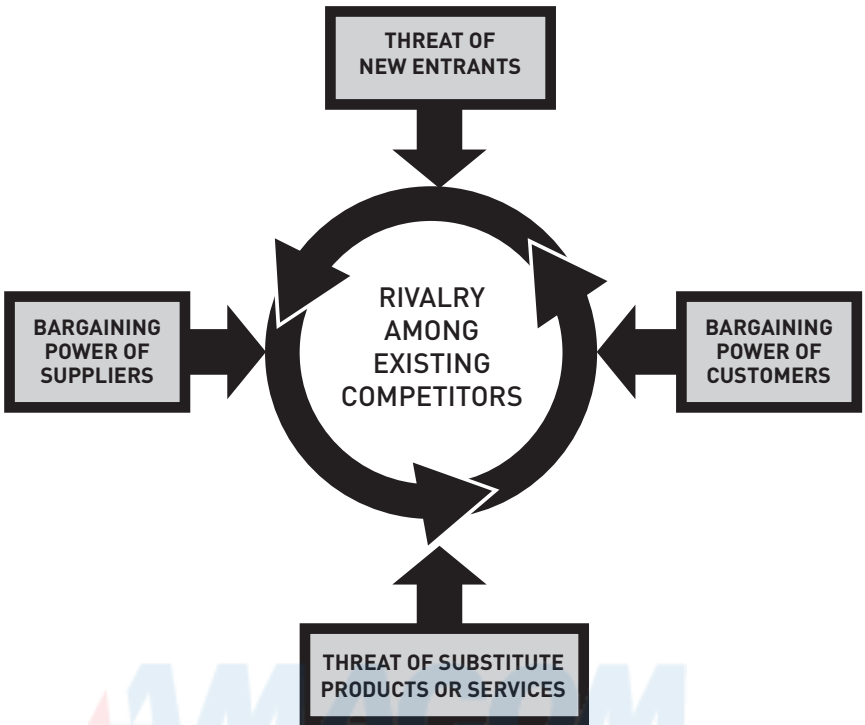 THREAT OF
NEW ENTRANTS
BARGAINING
POWER OF
SUPPLIERS
RIVALRY
AMONG
EXISTING
COMPETITORS
BARGAINING
POWER OF
CUSTOMERS
THREAT OF SUBSTITUTE
PRODUCTS OR SERVICES
AMACOM